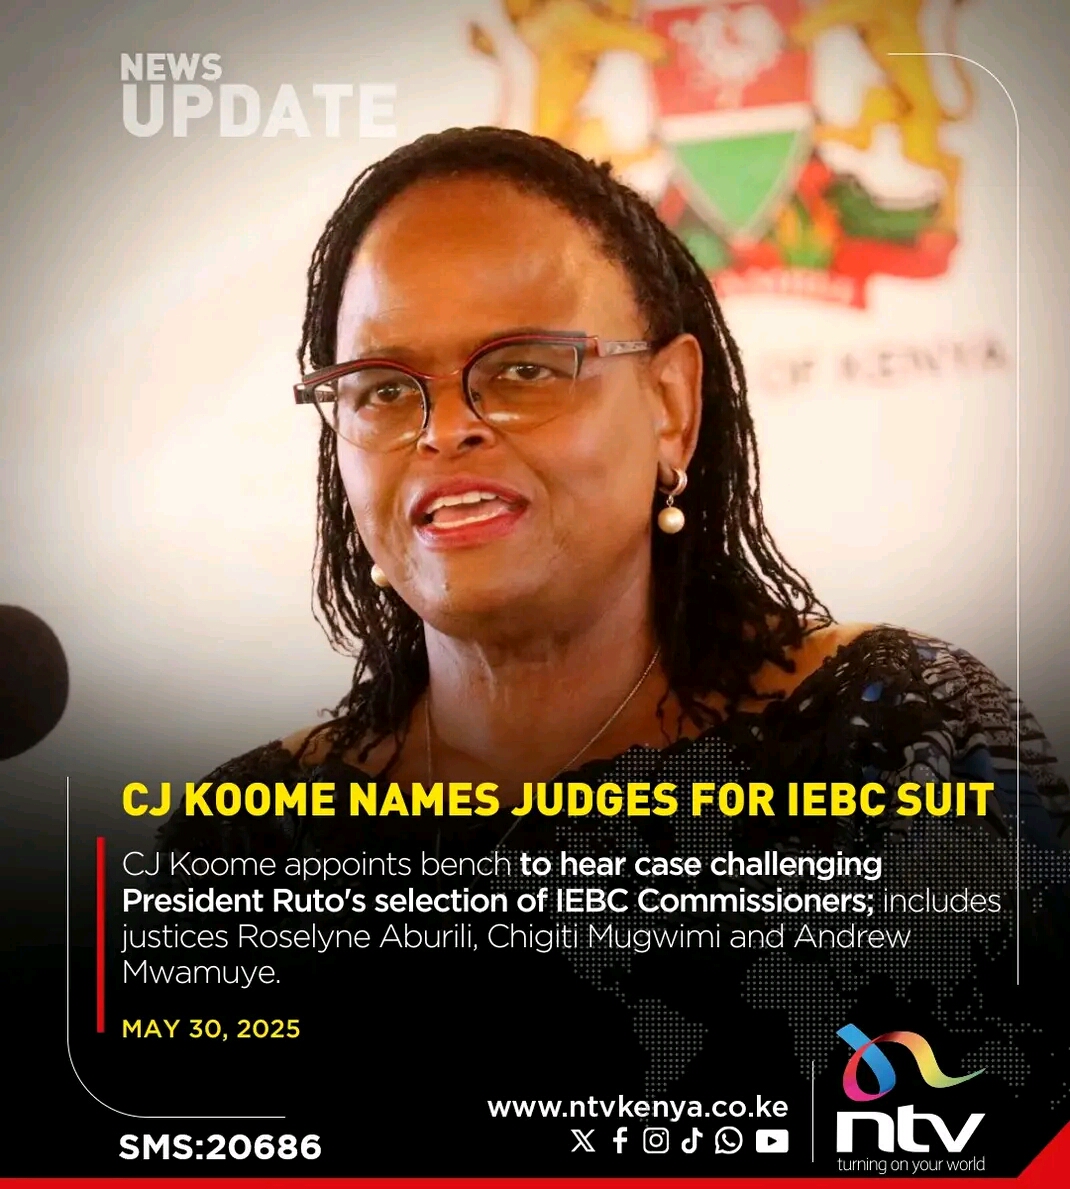 NEWS
UPDATE
OF KENYA
CJ KOOME NAMES JUDGES FOR IEBC SUIT
CJ Koome appoints bench to hear case challenging
President Ruto's selection of IEBC Commissioners; includes
justices Roselyne Aburili, Chigiti Mugwimi and Andrew
Mwamuye.
MAY 30, 2025
www.ntvkenya.co.ke
SMS:20686
ntv
turning on your world